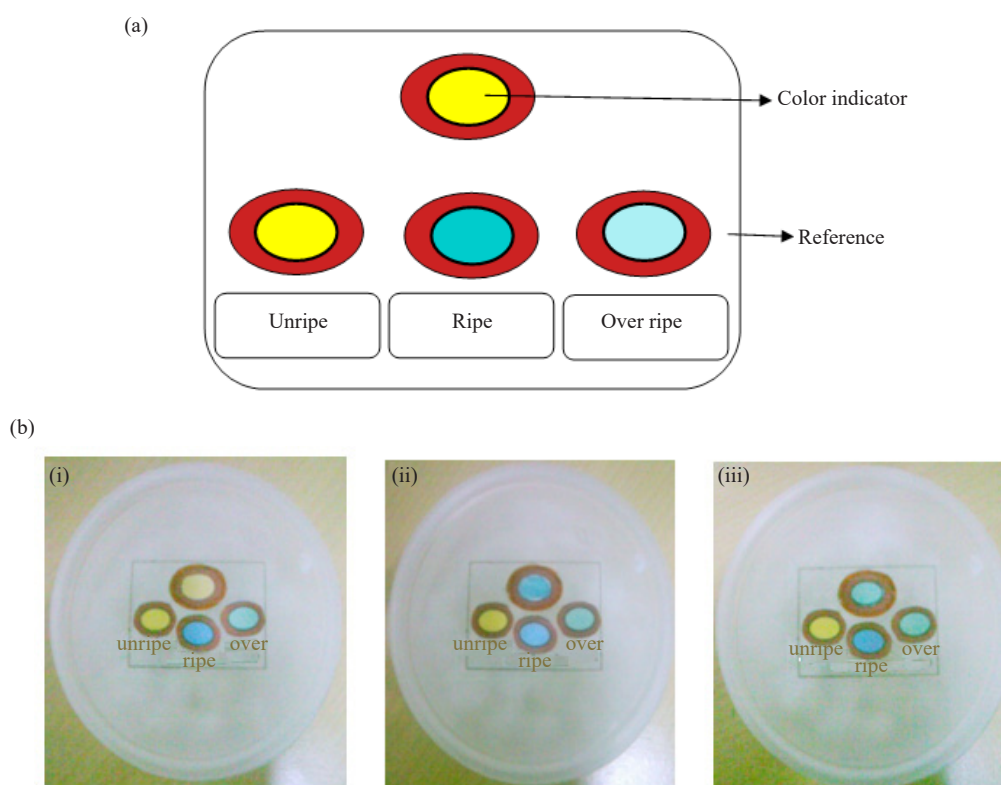 (a)
Color indicator
Reference
Unripe
Ripe
Over ripe
(b)
(i)
(ii)
(iii)
unripe
ripe
over
unripe
ripe
over
unripe
ripe
over